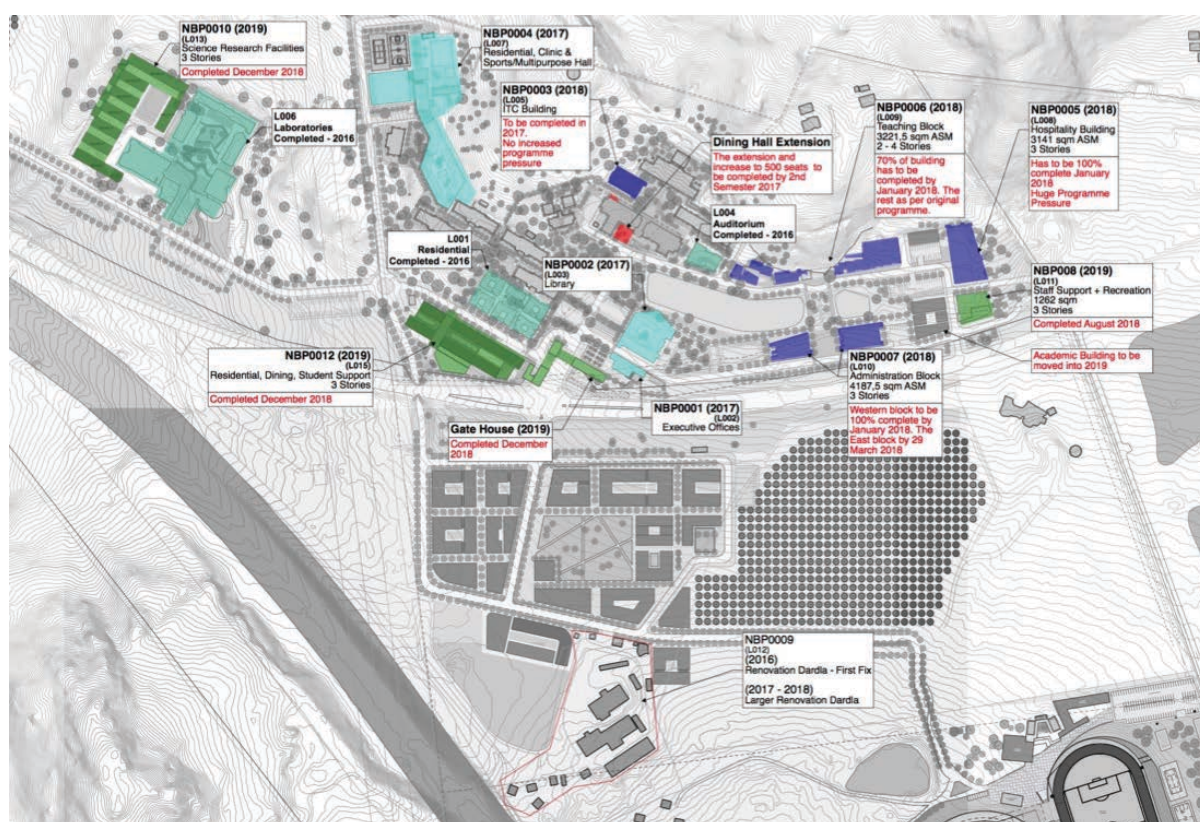 NBP0010 (2019)
(L013)
Science Research Facilities
3 Stories
Completed December 2018
L006
Laboratories
Completed - 2016
NBP0004 (2017)
(L007)
Residential, Clinic &
Sports/Multipurpose Hall
NBP0003 (2018)
(L005)
ITC Building
To be completed in
2017.
No increased
programme
pressure
Dining Hall Extension
The extension and
increase to 500 seats to
be completed by 2nd
Semester 2017
NBP0006 (2018)
(L009)
Teaching Block
3221,5 sqm ASM
2 - 4 Stories
70% of building
has to be
completed by
January 2018. The
rest as per original
programme.
NBP0005 (2018)
(L008)
Hospitality Building
3141 sqm ASM
3 Stories
Has to be 100%
complete January
2018
Huge Programme
Pressure
L004
Auditorium
Completed - 2016
L001
Residential
Completed - 2016
NBP0002 (2017)
(L003)
Library
NBP008 (2019)
(L011)
Staff Support + Recreation
1262 sqm
3 Stories
Completed August 2018
Academic Building to be
moved into 2019
NBP0012 (2019)
(L015)
Residential, Dining, Student Support
3 Stories
Completed December 2018
Gate House (2019)
Completed December
2018
NBP0001 (2017)
(L002)
Executive Offices
NBP0007 (2018)
(L010)
Administration Block
4187,5 sqm ASM
3 Stories
Western block to be
100% complete by
January 2018. The
East block by 29
March 2018
NBP0009
(L012)
(2016)
Renovation Dardla - First Fix
(2017 - 2018)
Larger Renovation Dardla